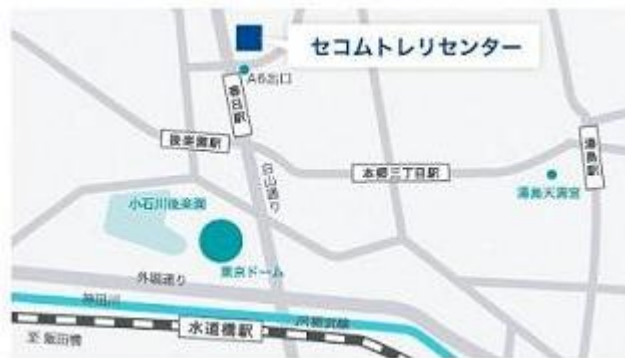 セコムトレリセンター
A6出口
春日駅
後楽園駅
白山通り
本郷三丁目駅
湯島駅
湯島天満宮
小石川後楽園
東京ドーム
外堀通り
神田川
JR総武線
水道橋駅
至 飯田橋